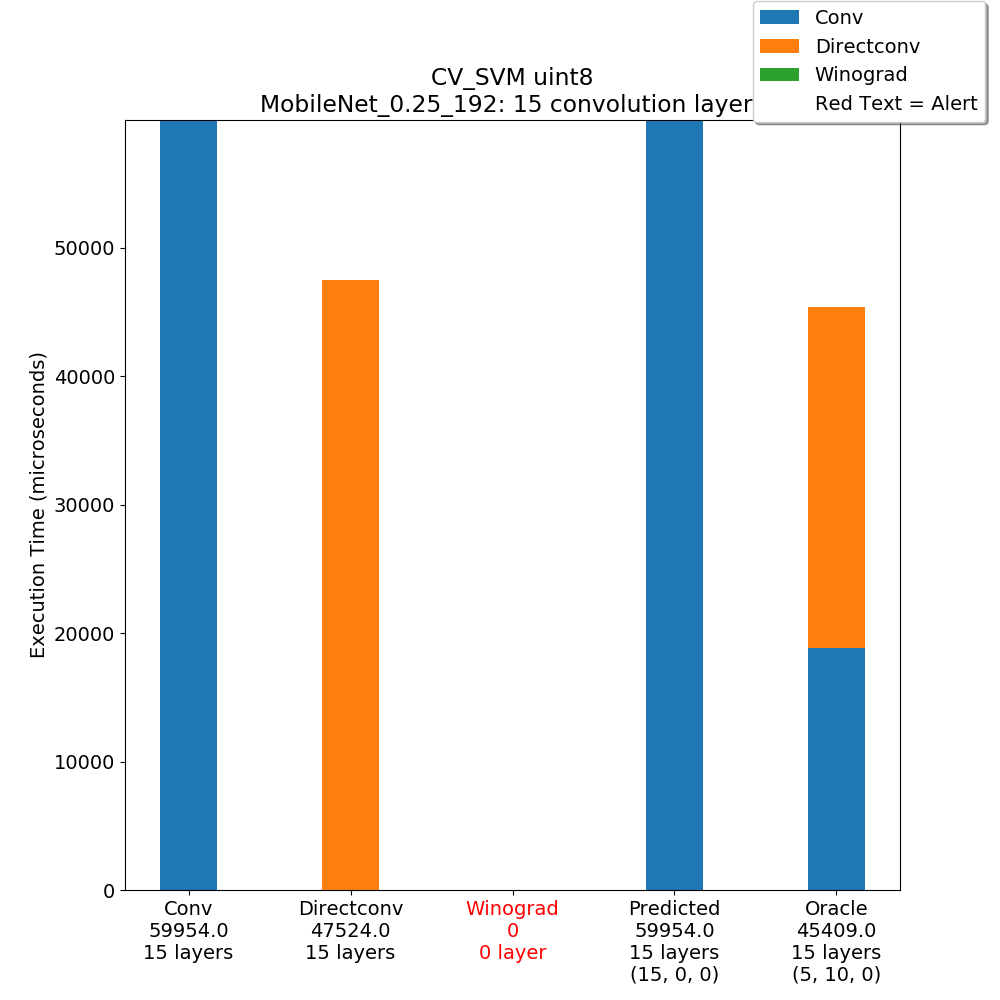 Conv
Directconv
Winograd
Red Text = Alert
CV_SVM uint8
MobileNet_0.25_192: 15 convolution layer
Execution Time (microseconds)
50000
40000
30000
20000
10000
0
Conv
59954.0
15 layers
Directconv
47524.0
15 layers
Winograd
0
0 layer
Predicted
59954.0
15 layers
(15, 0, 0)
Oracle
45409.0
15 layers
(5, 10, 0)